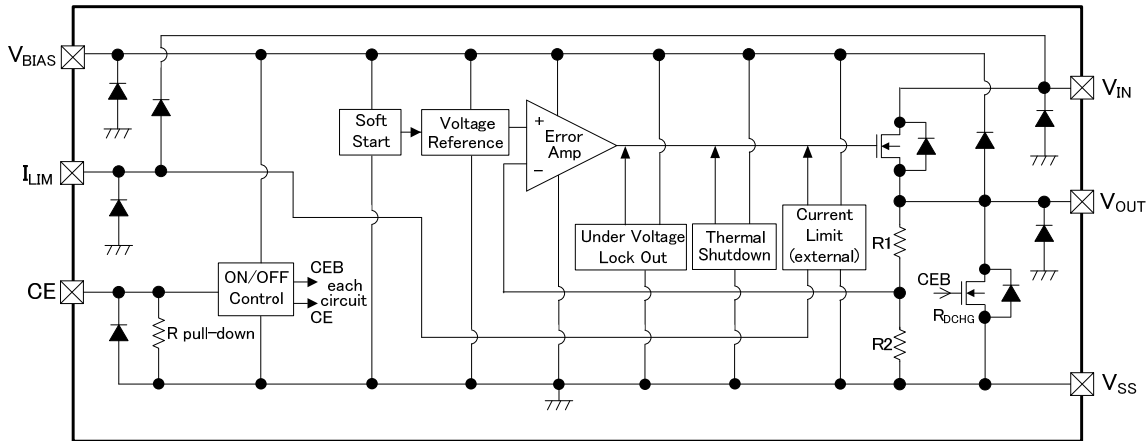 VBIAS
VIN
Soft
Start
Voltage
Reference
+
Error
Amp
−
ILIM
VOUT
Under Voltage
Lock Out
Thermal
Shutdown
Current
Limit
(external)
R1
CE
ON/OFF
Control
CEB
each
circuit
CE
CEB
RDCHG
R pull-down
R2
VSS